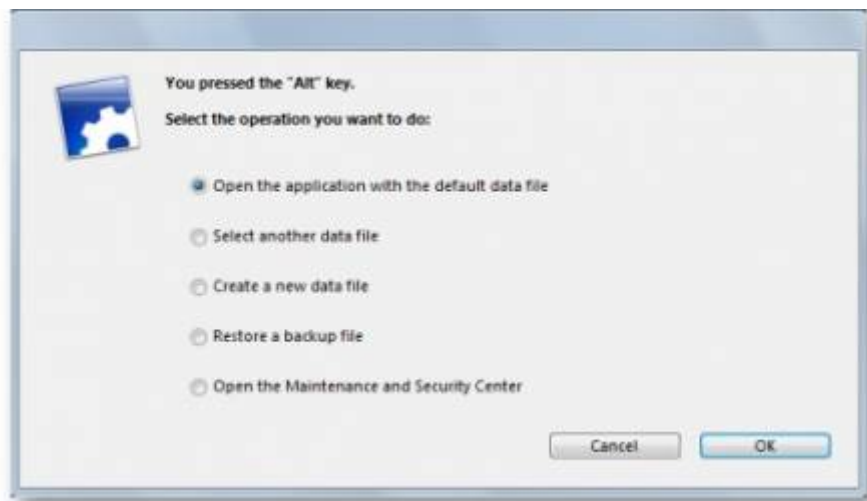 You pressed the "Alt" key.
Select the operation you want to do:
Open the application with the default data file
Select another data file
Create a new data file
Restore a backup file
Open the Maintenance and Security Center
Cancel OK